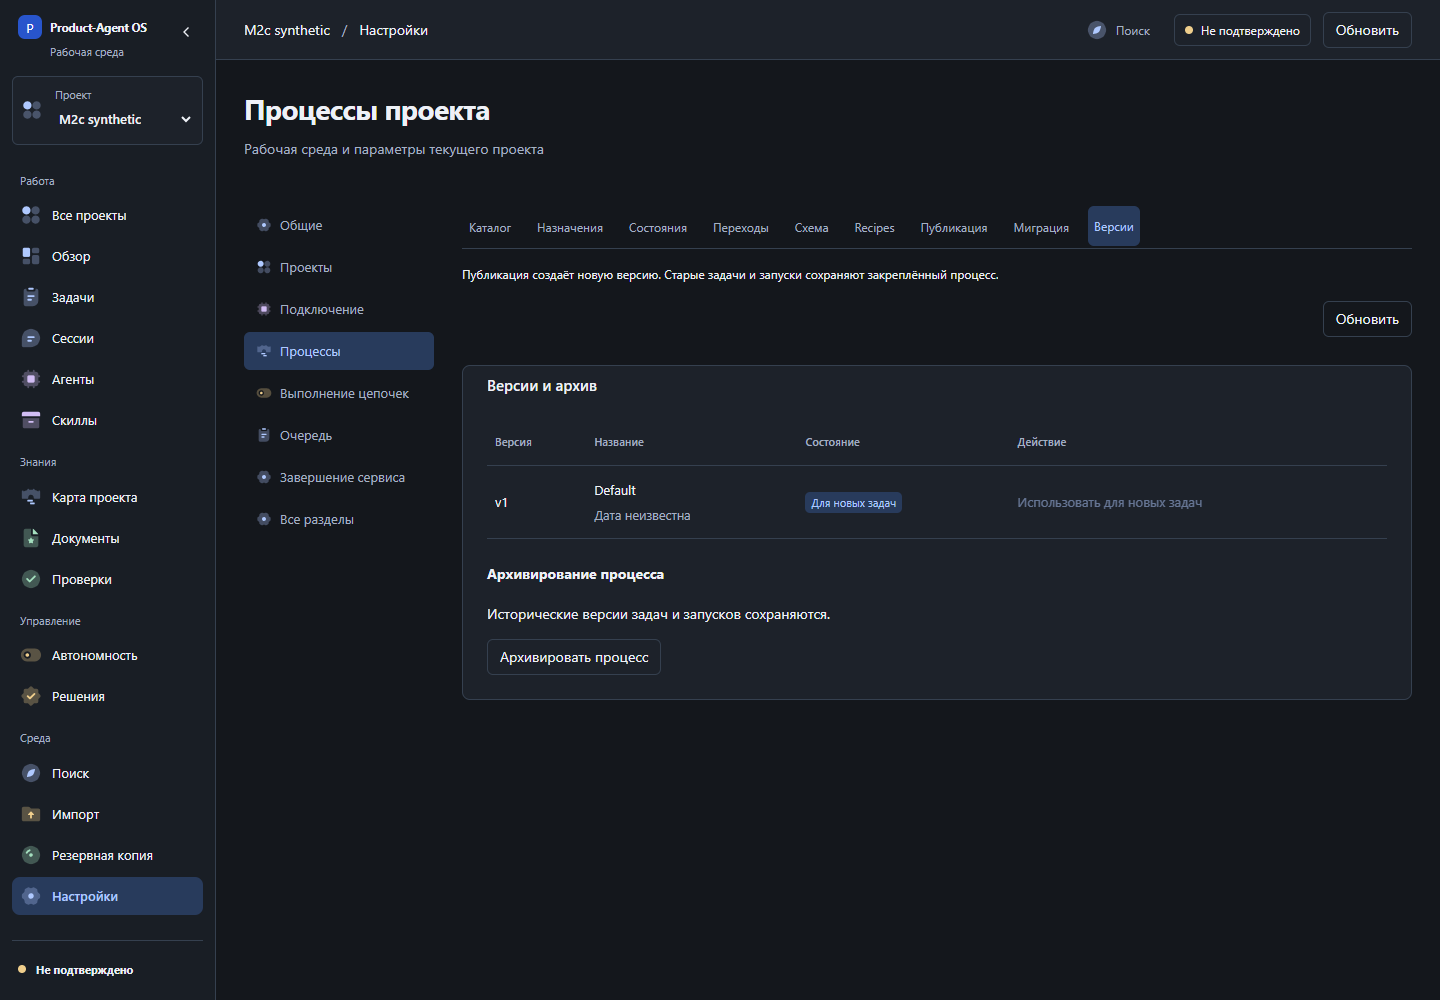 P
Product-Agent OS
Рабочая среда
Проект
M2c synthetic
Работа
Все проекты
Обзор
Задачи
Сессии
Агенты
Скиллы
Знания
Карта проекта
Документы
Проверки
Управление
Автономность
Решения
Среда
Поиск
Импорт
Резервная копия
Настройки
Не подтверждено
M2c synthetic / Настройки
Поиск
Не подтверждено
Обновить
Процессы проекта
Рабочая среда и параметры текущего проекта
Общие
Проекты
Подключение
Процессы
Выполнение цепочек
Очередь
Завершение сервиса
Все разделы
Каталог Назначения Состояния Переходы Схема Recipes Публикация Миграция Версии
Публикация создаёт новую версию. Старые задачи и запуски сохраняют закреплённый процесс.
Обновить
Версии и архив
Версия Название Состояние Действие
v1 Default Для новых задач Использовать для новых задач
Дата неизвестна
Архивирование процесса
Исторические версии задач и запусков сохраняются.
Архивировать процесс